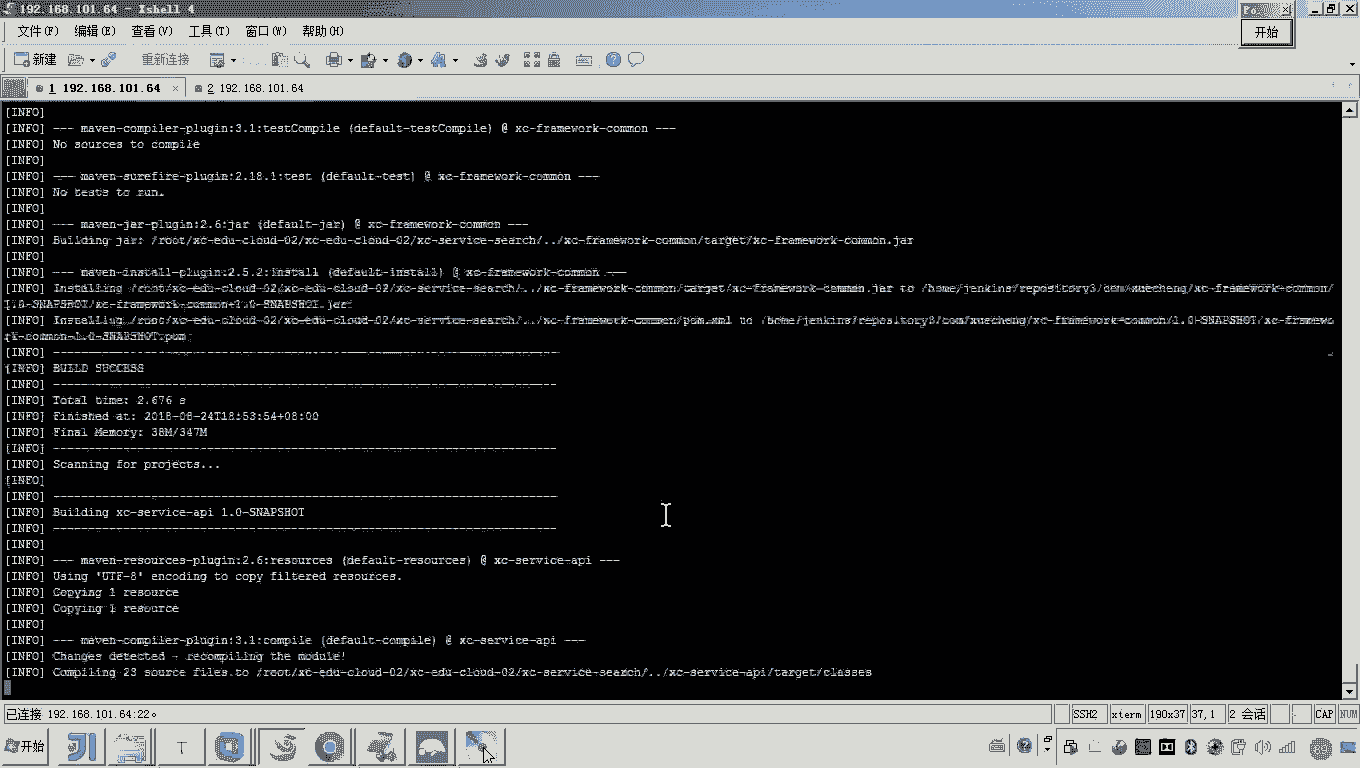 192.168.101.64 - Xshell 4
文件(F) 编辑(E) 查看(V) 工具(T) 窗口(W) 帮助(H)
开始
新建 重新连接
1 192.168.101.64 × 2 192.168.101.64
[INFO]
[INFO] --- maven-compiler-plugin:3.1:testCompile (default-testCompile) @ xc-framework-common ---
[INFO] No sources to compile
[INFO]
[INFO] --- maven-surefire-plugin:2.18.1:test (default-test) @ xc-framework-common ---
[INFO] No tests to run.
[INFO]
[INFO] --- maven-jar-plugin:2.6:jar (default-jar) @ xc-framework-common ---
[INFO] Building jar: /root/xc-edu-cloud-02/xc-edu-cloud-02/xc-service-search/../xc-framework-common/target/xc-framework-common.jar
[INFO]
[INFO] --- maven-install-plugin:2.5.2:install (default-install) @ xc-framework-common ---
[INFO] Installing /root/xc-edu-cloud-02/xc-edu-cloud-02/xc-service-search/../xc-framework-common/target/xc-framework-common.jar to /home/jenkins/repository3/com/xuecheng/xc-framework-common/
1.0-SNAPSHOT/xc-framework-common-1.0-SNAPSHOT.jar
[INFO] Installing /root/xc-edu-cloud-02/xc-edu-cloud-02/xc-service-search/../xc-framework-common/pom.xml to /home/jenkins/repository3/com/xuecheng/xc-framework-common/1.0-SNAPSHOT/xc-framewo
rk-common-1.0-SNAPSHOT.pom
[INFO] ------------------------------------------------------------------------
[INFO] BUILD SUCCESS
[INFO] ------------------------------------------------------------------------
[INFO] Total time: 2.676 s
[INFO] Finished at: 2018-08-24T18:53:54+08:00
[INFO] Final Memory: 38M/347M
[INFO] ------------------------------------------------------------------------
[INFO] Scanning for projects...
[INFO]
[INFO] ------------------------------------------------------------------------
[INFO] Building xc-service-api 1.0-SNAPSHOT
[INFO] ------------------------------------------------------------------------
[INFO]
[INFO] --- maven-resources-plugin:2.6:resources (default-resources) @ xc-service-api ---
[INFO] Using 'UTF-8' encoding to copy filtered resources.
[INFO] Copying 1 resource
[INFO] Copying 1 resource
[INFO]
[INFO] --- maven-compiler-plugin:3.1:compile (default-compile) @ xc-service-api ---
[INFO] Changes detected - recompiling the module!
[INFO] Compiling 23 source files to /root/xc-edu-cloud-02/xc-edu-cloud-02/xc-service-search/../xc-service-api/target/classes
已连接 192.168.101.64:22。 SSH2 xterm 190x37 37,1 2 会话 CAP NUM
开始 T